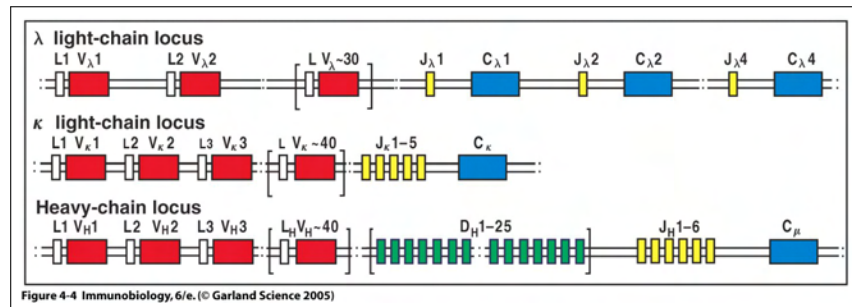 λ light-chain locus
L1 Vλ1 L2 Vλ2 L Vλ~30 Jλ1 Cλ1 Jλ2 Cλ2 Jλ4 Cλ4
κ light-chain locus
L1 Vκ1 L2 Vκ2 L3 Vκ3 L Vκ~40 Jκ1–5 Cκ
Heavy-chain locus
L1 VH1 L2 VH2 L3 VH3 LHVH~40 DH1–25 JH1–6 Cμ
Figure 4-4 Immunobiology, 6/e. (© Garland Science 2005)